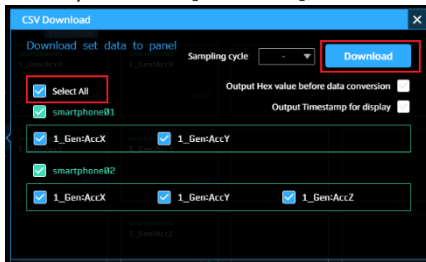 CSV Download
Download set data to panel
Sampling cycle - Download
Select All
Output Hex value before data conversion
smartphone01
Output Timestamp for display
1_Gen:AccX 1_Gen:AccY
smartphone02
1_Gen:AccX 1_Gen:AccY 1_Gen:AccZ